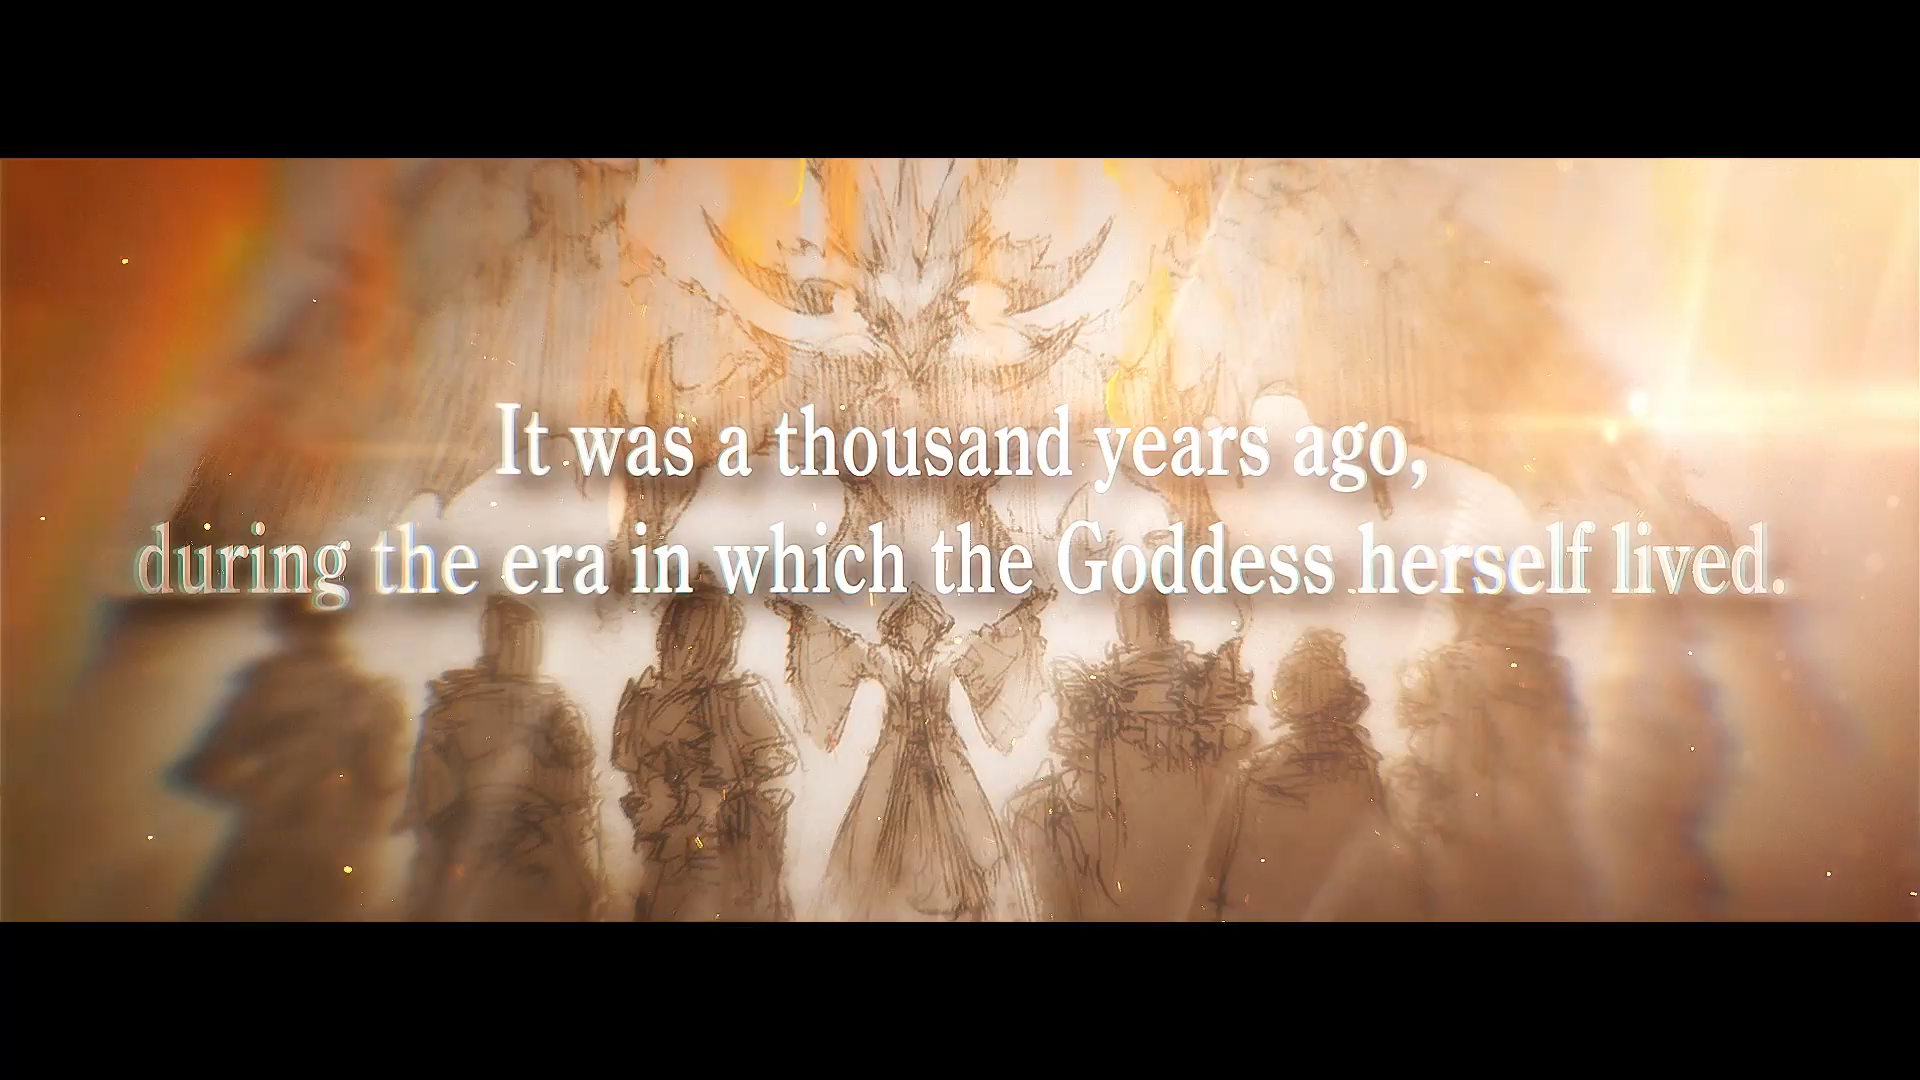 It was a thousand years ago,
during the era in which the Goddess herself lived.